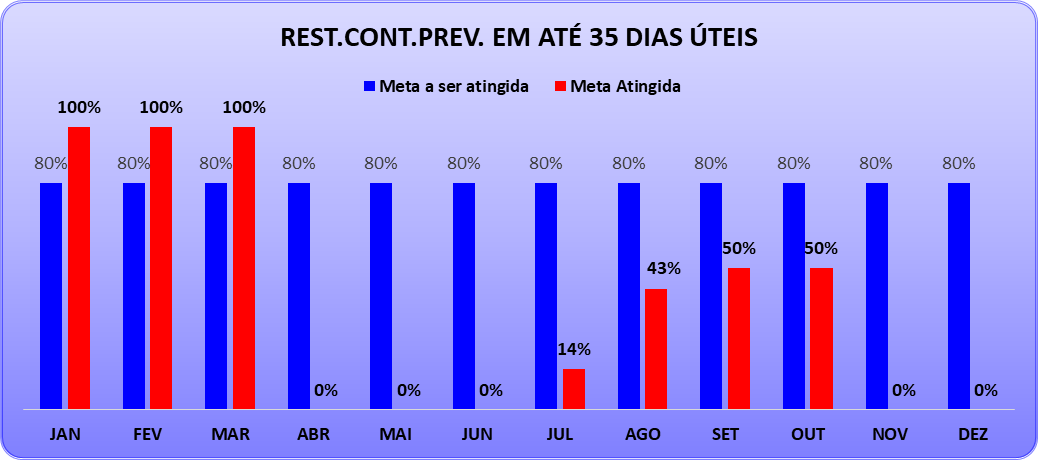 REST.CONT.PREV. EM ATÉ 35 DIAS ÚTEIS
Meta a ser atingida Meta Atingida
100% 100% 100%
80% 80% 80% 80% 80% 80% 80% 80% 80% 80% 80% 80%
50% 50%
43%
14%
0% 0% 0% 0% 0%
JAN FEV MAR ABR MAI JUN JUL AGO SET OUT NOV DEZ